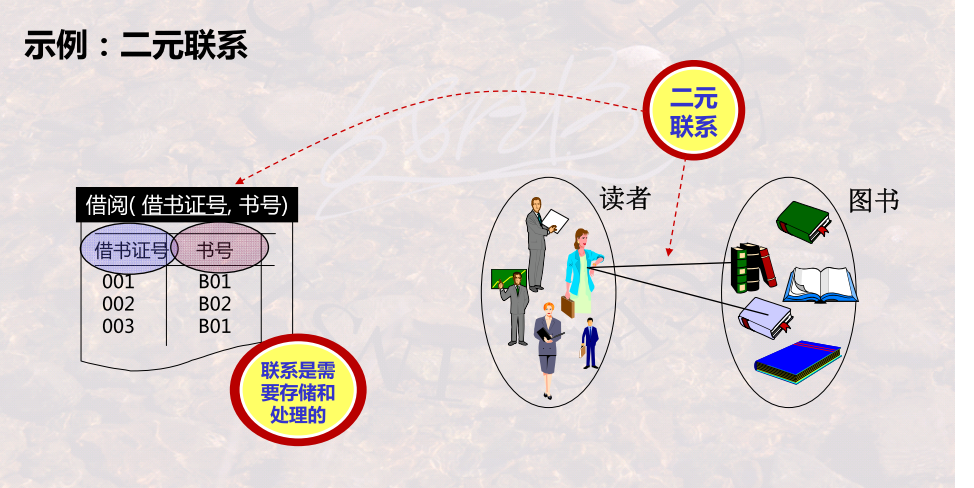 示例：二元联系
二元
联系
借阅( 借书证号, 书号)
借书证号 书号
001 B01
002 B02
003 B01
联系是需
要存储和
处理的
读者
图书